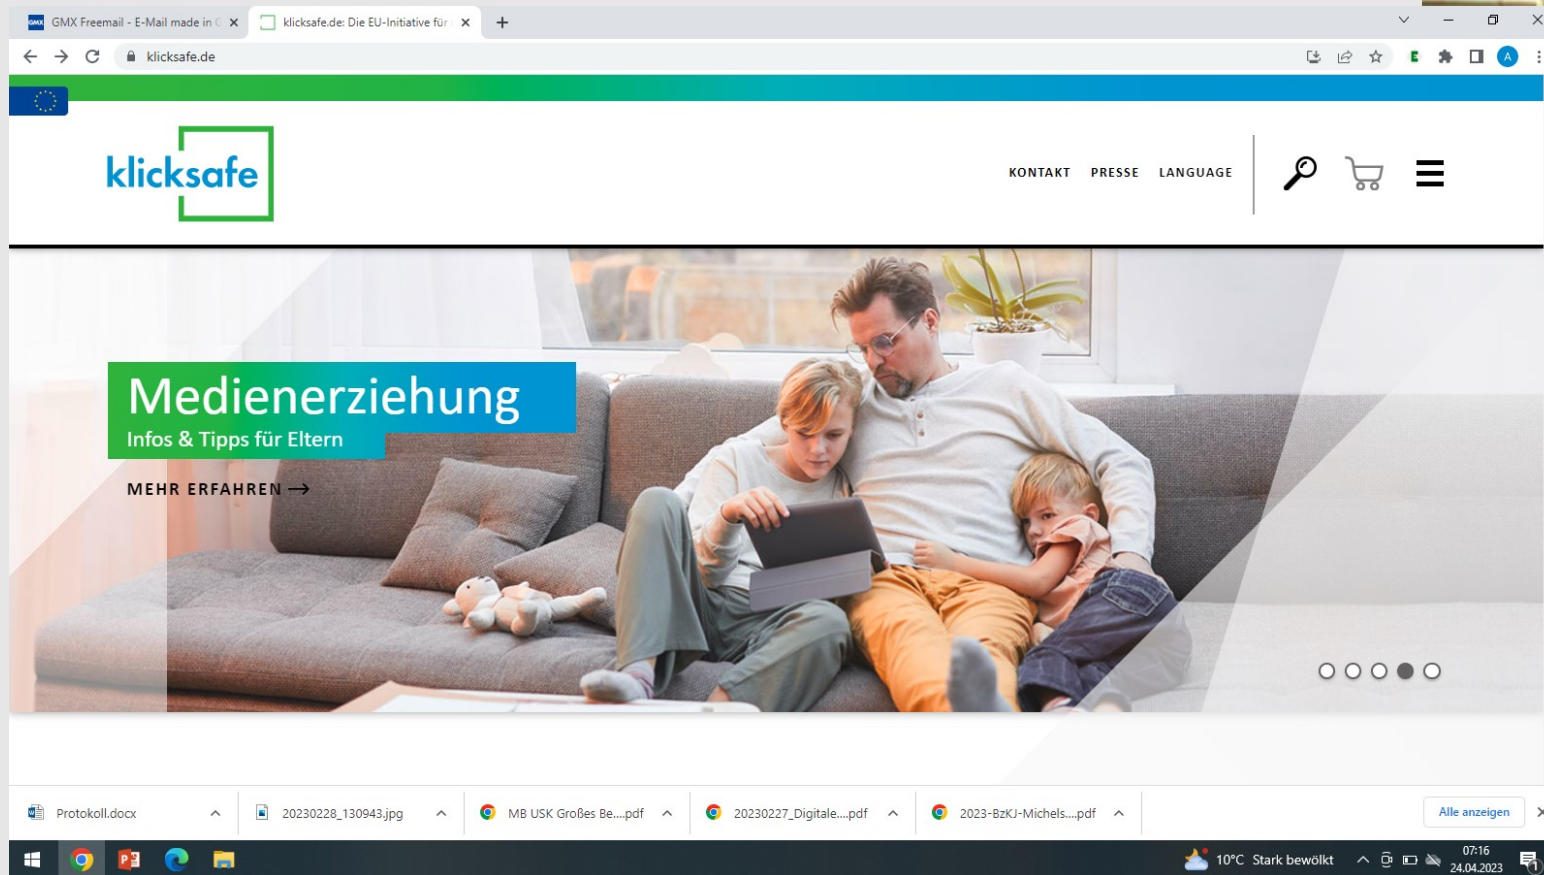 GMX Freemail - E-Mail made in G
klicksafe.de: Die EU-Initiative für
klicksafe.de
A
klicksafe
KONTAKT PRESSE LANGUAGE
Medienerziehung
Infos & Tipps für Eltern
MEHR ERFAHREN
Protokoll.docx
20230228_130943.jpg
MB USK Großes Be....pdf
20230227_Digitale....pdf
2023-BzKJ-Michels....pdf
Alle anzeigen
10°C Stark bewölkt
07:16
24.04.2023
1